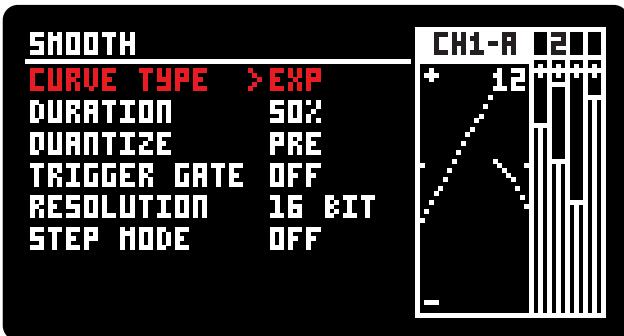 SMOOTH
CURVE TYPE >EXP
DURATION 50%
QUANTIZE PRE
TRIGGER GATE OFF
RESOLUTION 16 BIT
STEP MODE OFF
CH1-A 2
+ 12
-